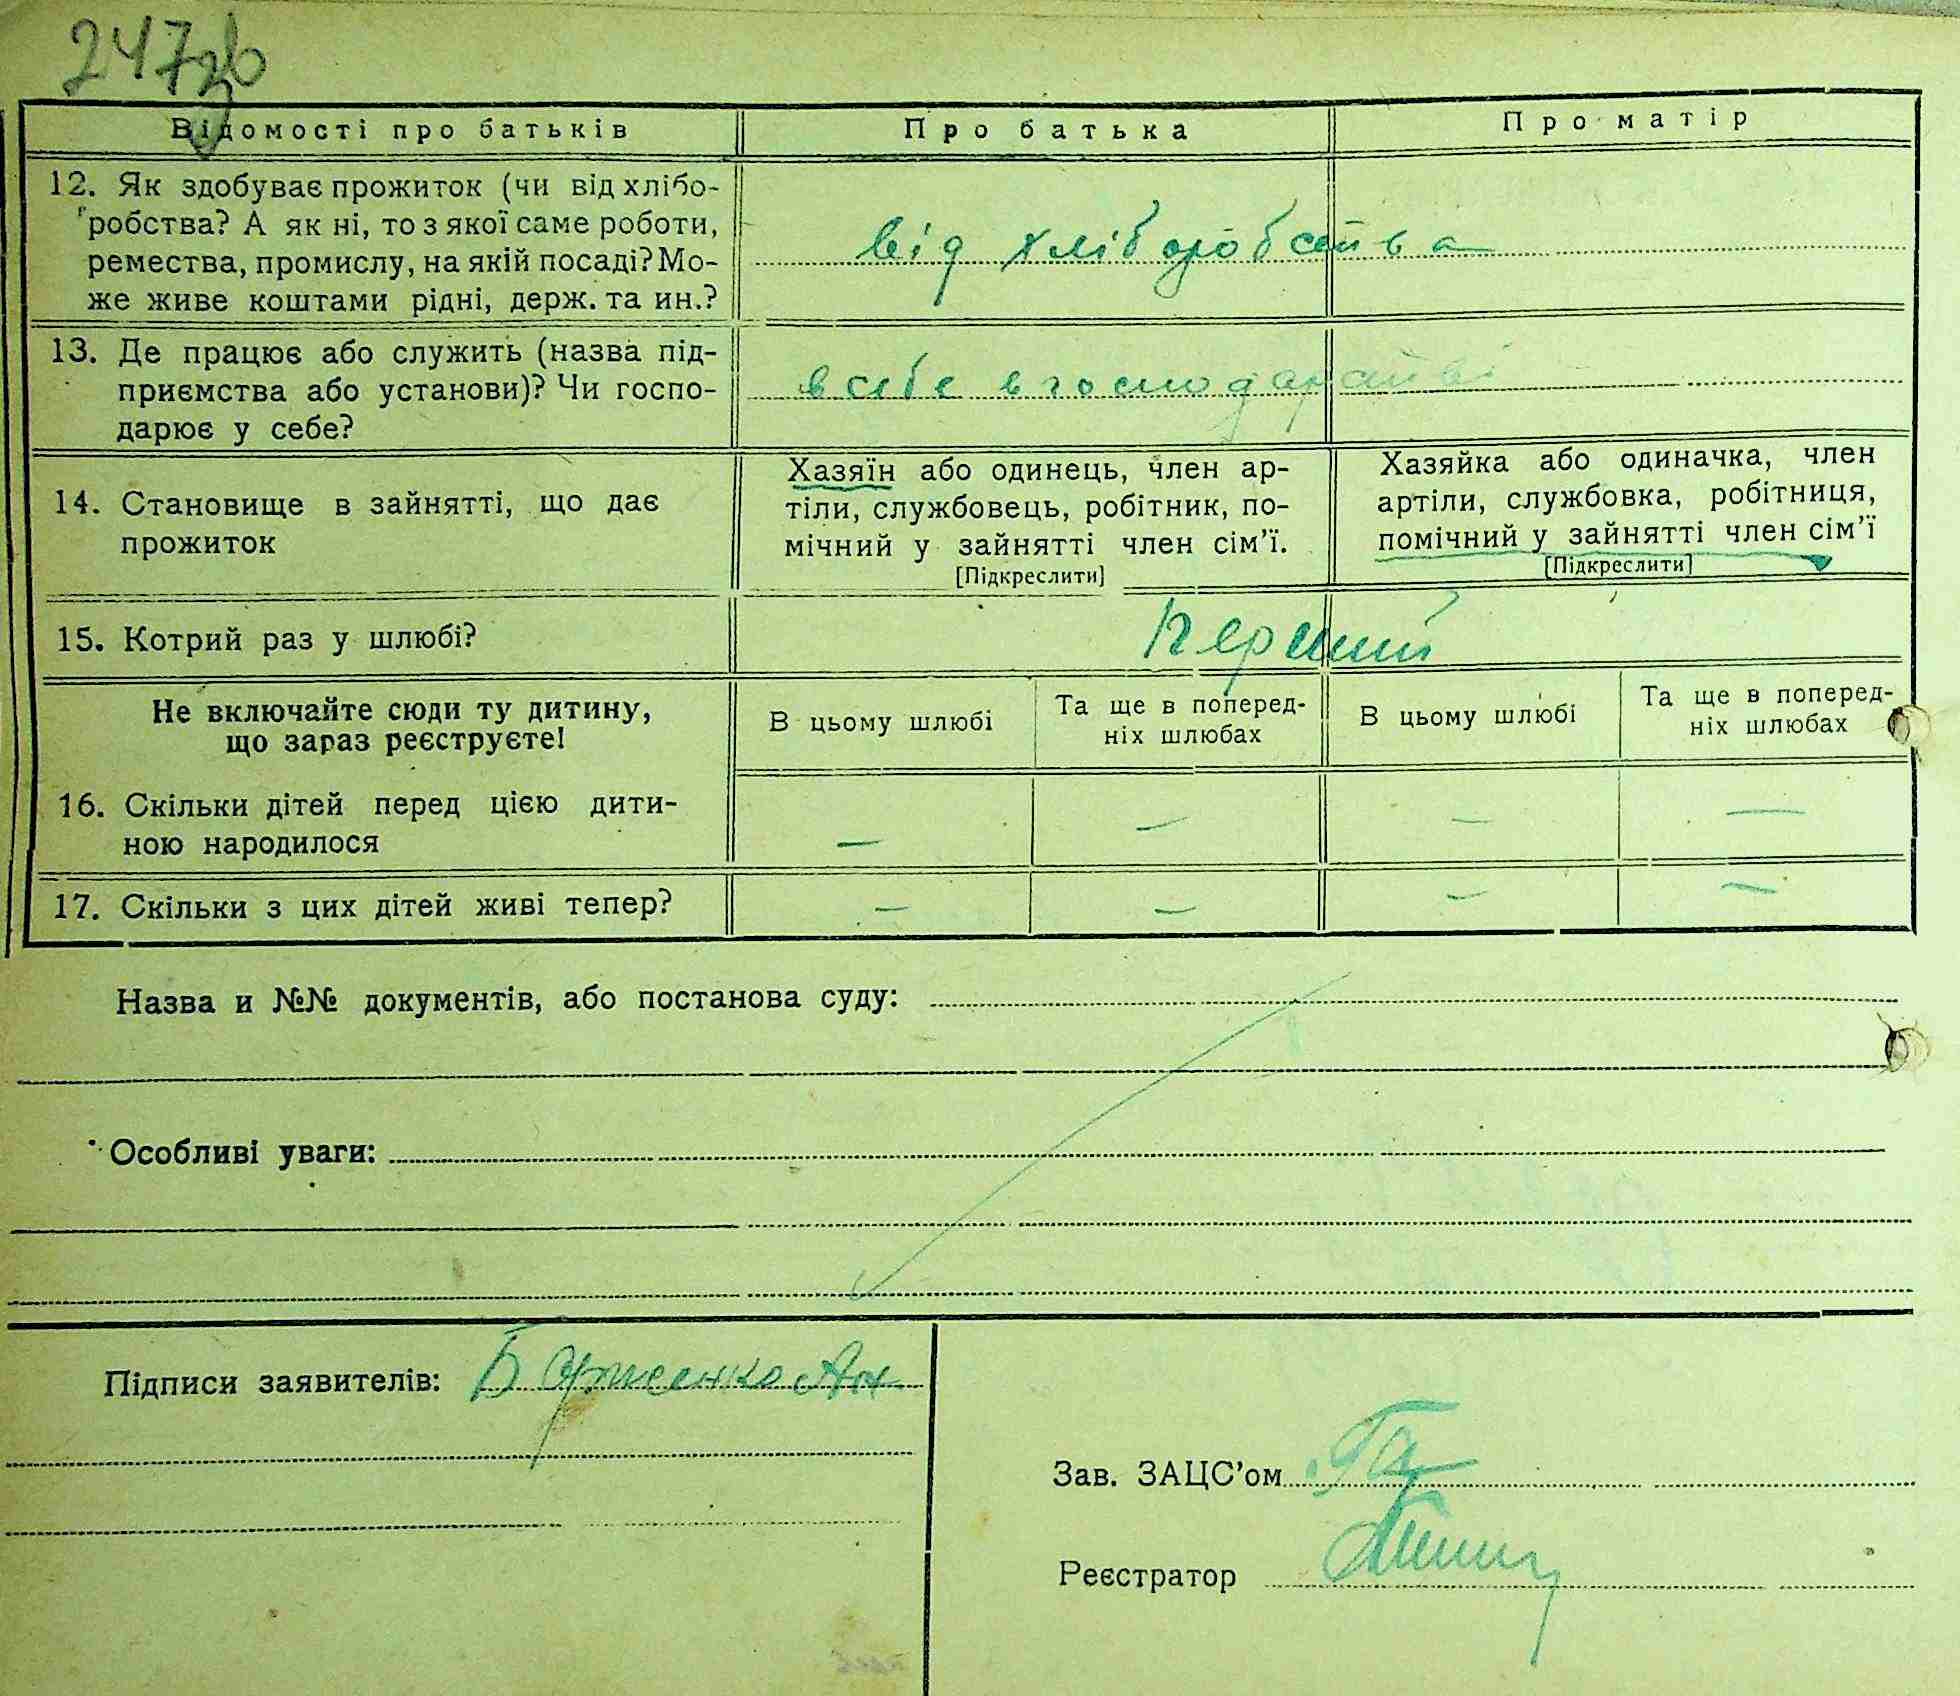 247зв
Відомості про батьків Про батька Про матір
12. Як здобуває прожиток (чи від хлібо-
робства? А як ні, то з якої саме роботи,
ремества, промислу, на якій посаді? Мо-
же живе коштами рідні, держ. та ин.?
від хліборобства
13. Де працює або служить (назва під-
приємства або установи)? Чи госпо-
дарює у себе?
в себе в господарстві
14. Становище в зайнятті, що дає
прожиток
Хазяїн або одинець, член ар-
тіли, службовець, робітник, по-
мічний у зайнятті член сім'ї.
[Підкреслити]
Хазяйка або одиначка, член
артіли, службовка, робітниця,
помічний у зайнятті член сім'ї
[Підкреслити]
15. Котрий раз у шлюбі? Перший
Не включайте сюди ту дитину,
що зараз реєструєте!
В цьому шлюбі
Та ще в поперед-
ніх шлюбах
В цьому шлюбі
Та ще в поперед-
ніх шлюбах
16. Скільки дітей перед цією дити-
ною народилося
— — — —
17. Скільки з цих дітей живі тепер? — — — —
Назва и №№ документів, або постанова суду:
Особливі уваги:
Підписи заявителів:
Зав. ЗАЦС'ом
Реєстратор